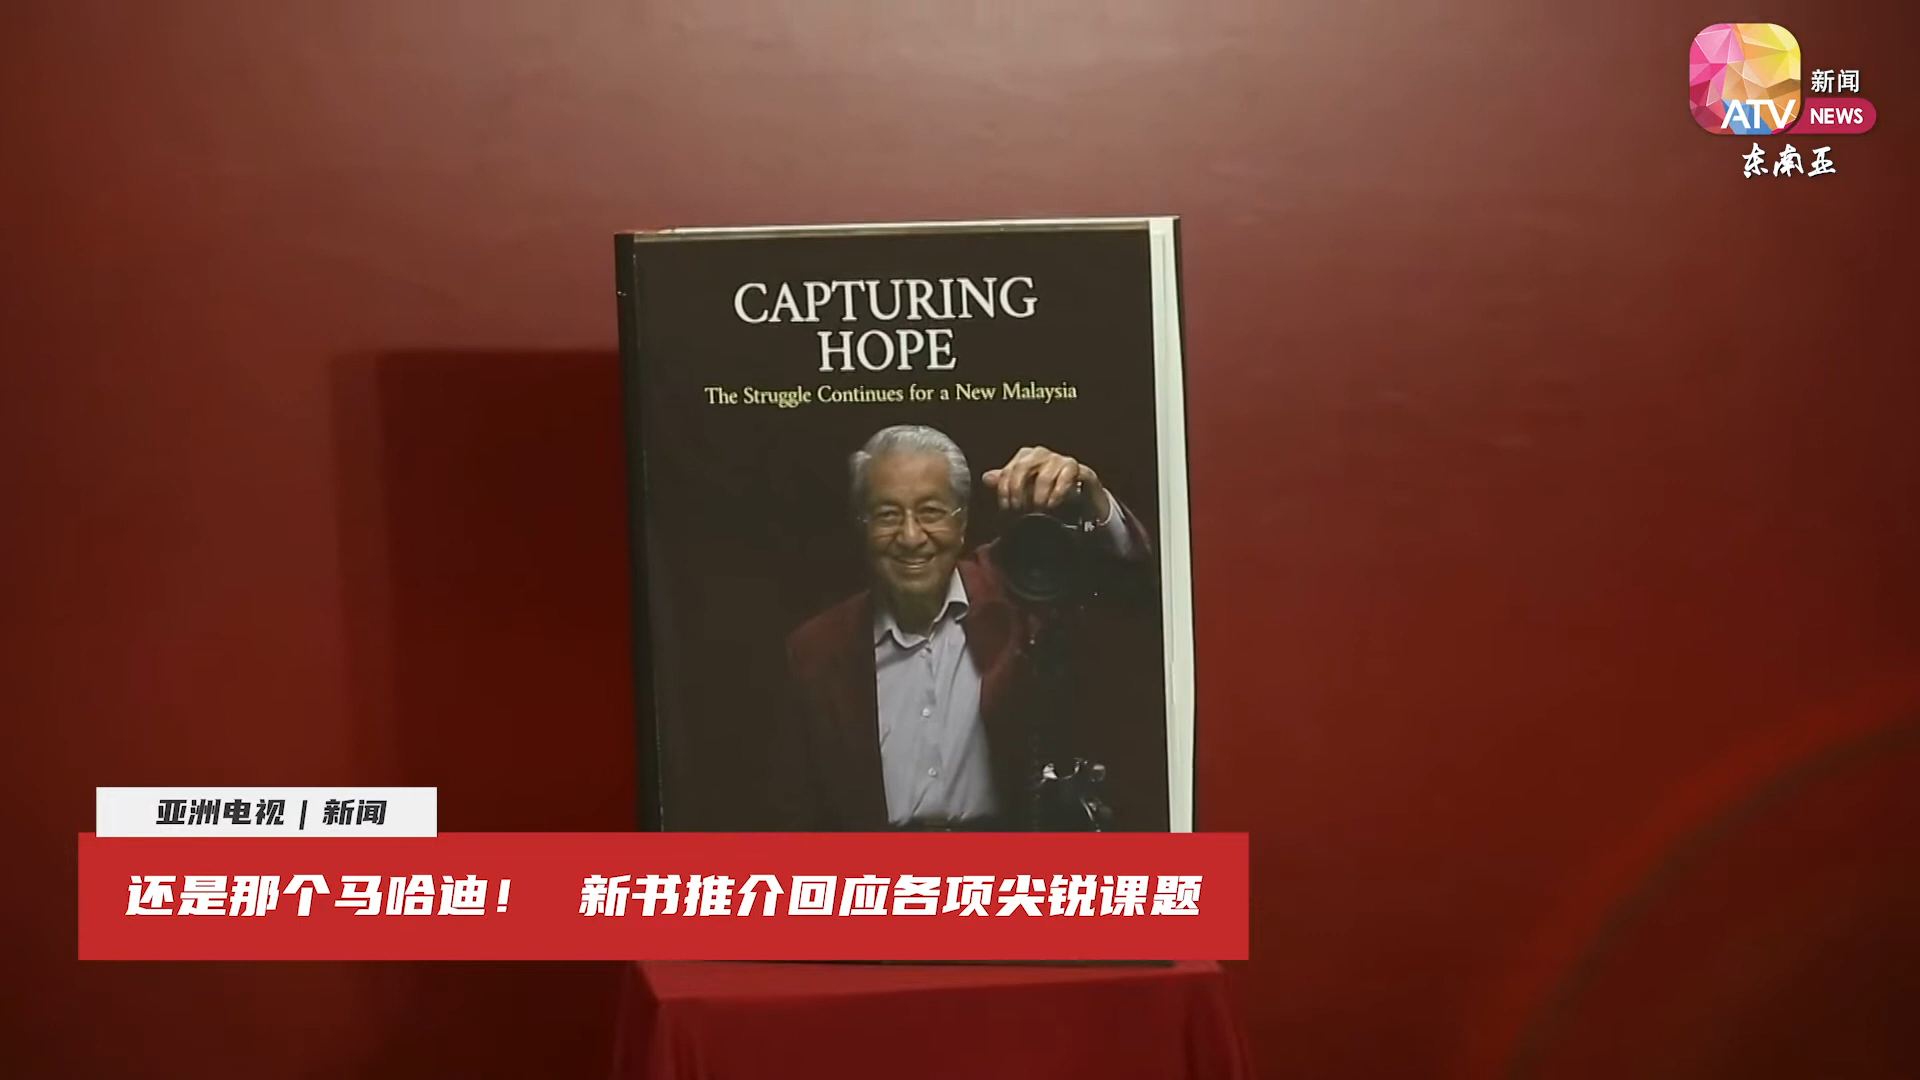 ATV
新闻
NEWS
东南亚
CAPTURING
HOPE
The Struggle Continues for a New Malaysia
亚洲电视 | 新闻
还是那个马哈迪! 新书推介回应各项尖锐课题